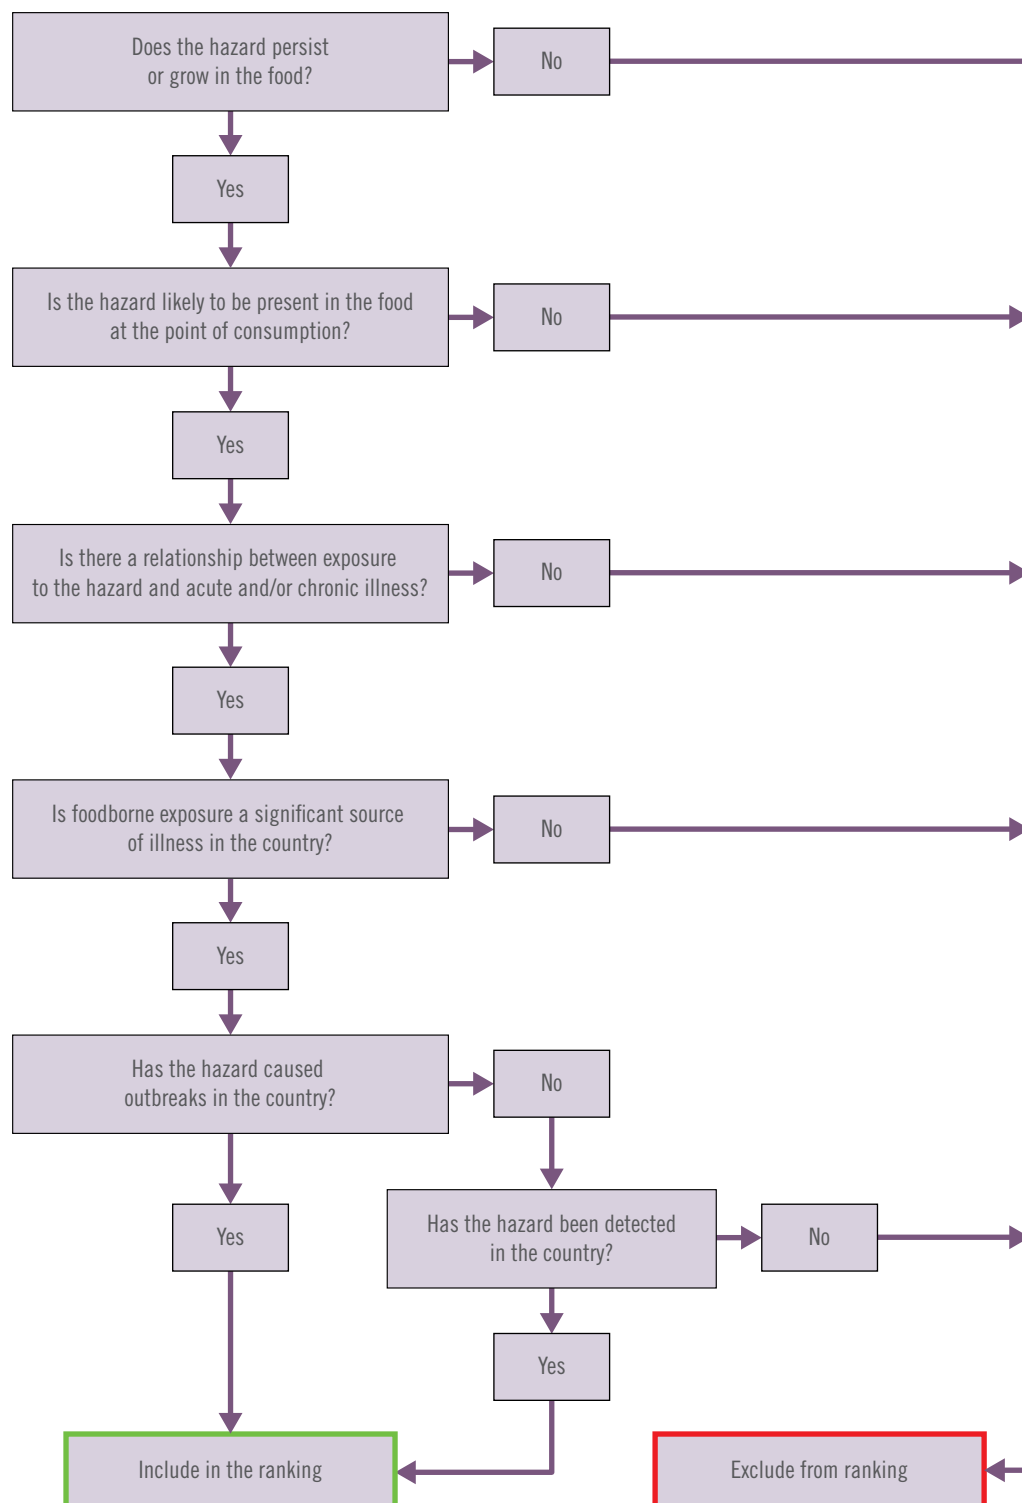 Does the hazard persist
or grow in the food?
No
Yes
Is the hazard likely to be present in the food
at the point of consumption?
No
Yes
Is there a relationship between exposure
to the hazard and acute and/or chronic illness?
No
Yes
Is foodborne exposure a significant source
of illness in the country?
No
Yes
Has the hazard caused
outbreaks in the country?
No
Yes
Has the hazard been detected
in the country?
No
Yes
Include in the ranking
Exclude from ranking